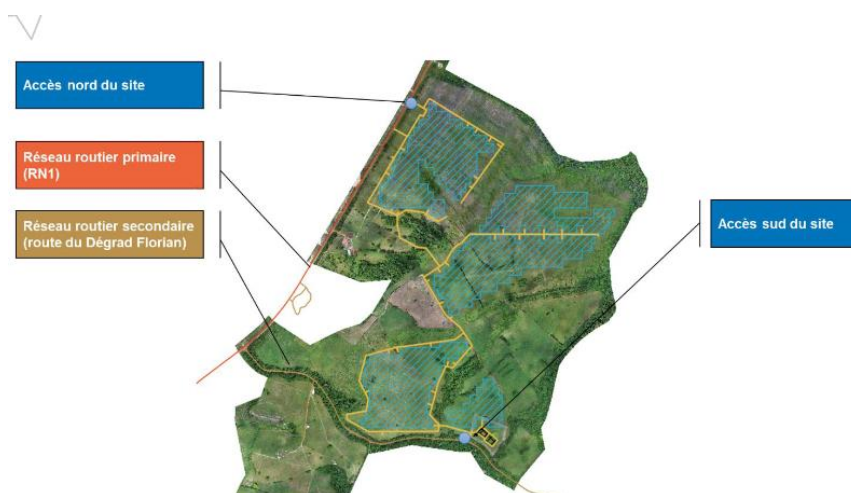 Accès nord du site
Réseau routier primaire
(RN1)
Réseau routier secondaire
(route du Dégrad Florian)
Accès sud du site